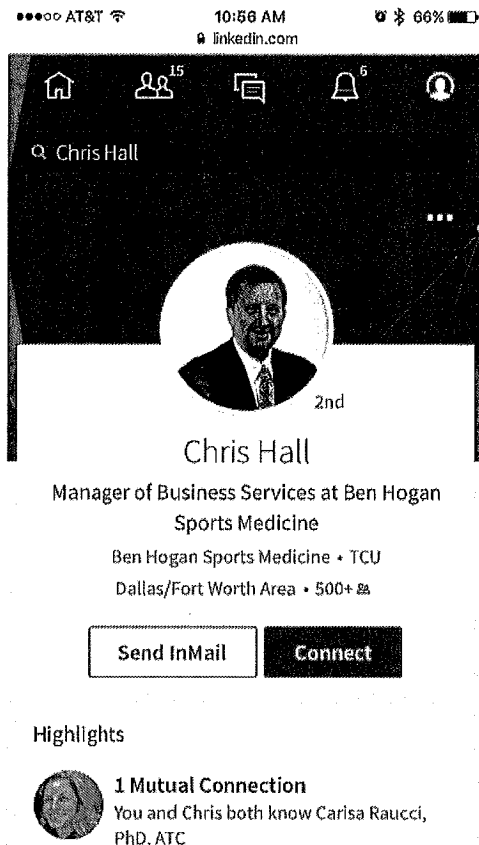 AT&T 10:56 AM 66%
linkedin.com
15 6
Chris Hall
2nd
Chris Hall
Manager of Business Services at Ben Hogan
Sports Medicine
Ben Hogan Sports Medicine • TCU
Dallas/Fort Worth Area • 500+
Send InMail Connect
Highlights
1 Mutual Connection
You and Chris both know Carisa Raucci,
PhD, ATC